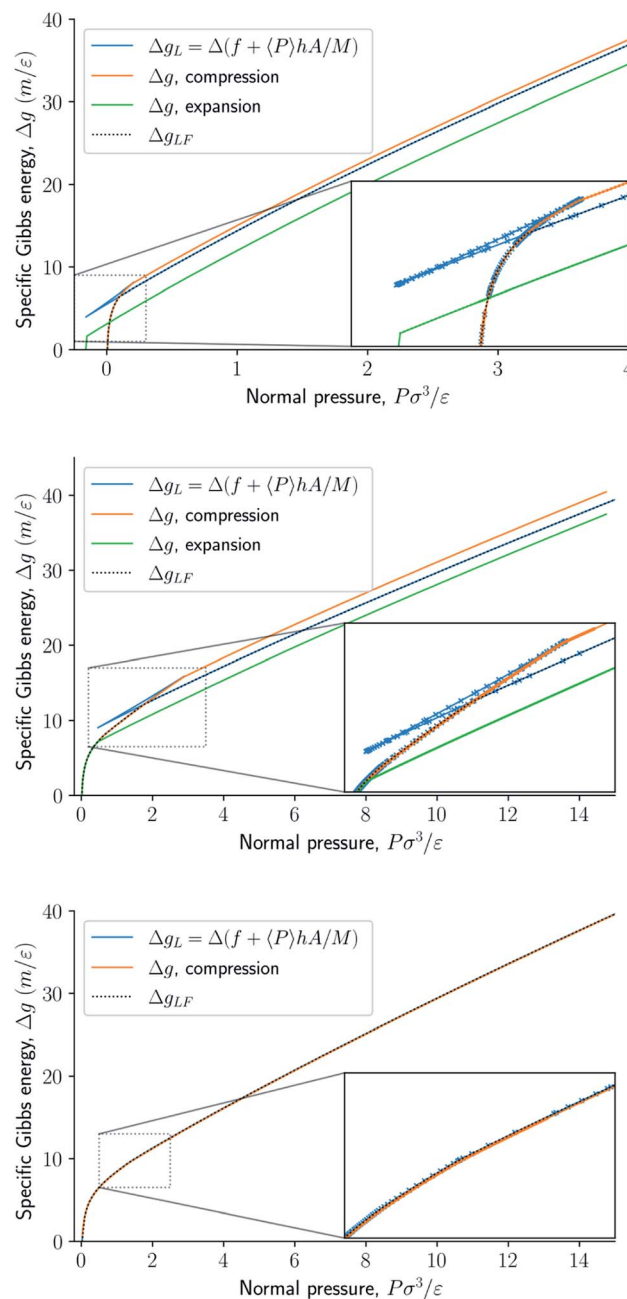 40
30
20
10
0
Specific Gibbs energy, Δg (m/ε)
Δg_L = Δ(f + ⟨P⟩hA/M)
Δg, compression
Δg, expansion
Δg_LF
0 1 2 3 4
Normal pressure, Pσ³/ε
40
30
20
10
0
Specific Gibbs energy, Δg (m/ε)
Δg_L = Δ(f + ⟨P⟩hA/M)
Δg, compression
Δg, expansion
Δg_LF
0 2 4 6 8 10 12 14
Normal pressure, Pσ³/ε
40
30
20
10
0
Specific Gibbs energy, Δg (m/ε)
Δg_L = Δ(f + ⟨P⟩hA/M)
Δg, compression
Δg_LF
0 2 4 6 8 10 12 14
Normal pressure, Pσ³/ε